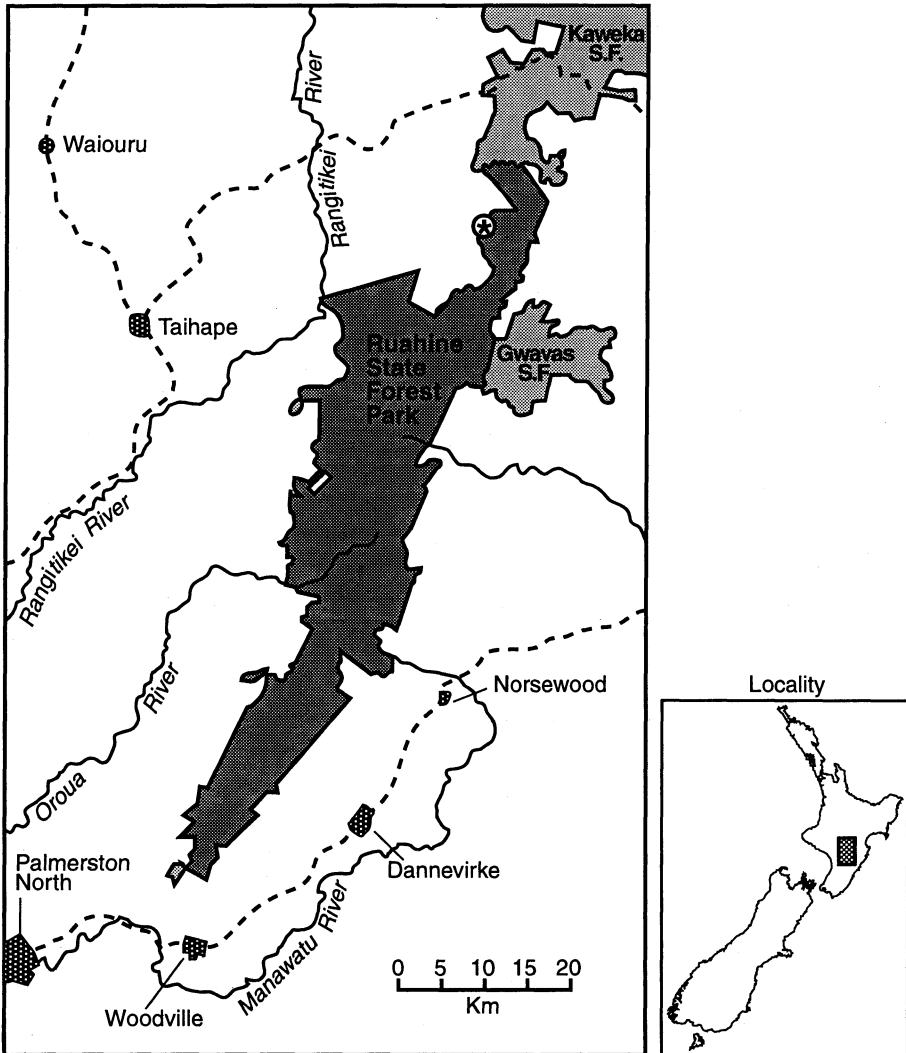 Kaweka
S.F.
River
Rangitikei
Waiouru
Taihape
Ruahine
State
Forest
Park
Gwavas
S.F.
Rangitikei River
River
Oroua
Norsewood
Locality
Palmerston
North
Dannevirke
Manawatu River
Woodville
0 5 10 15 20
Km